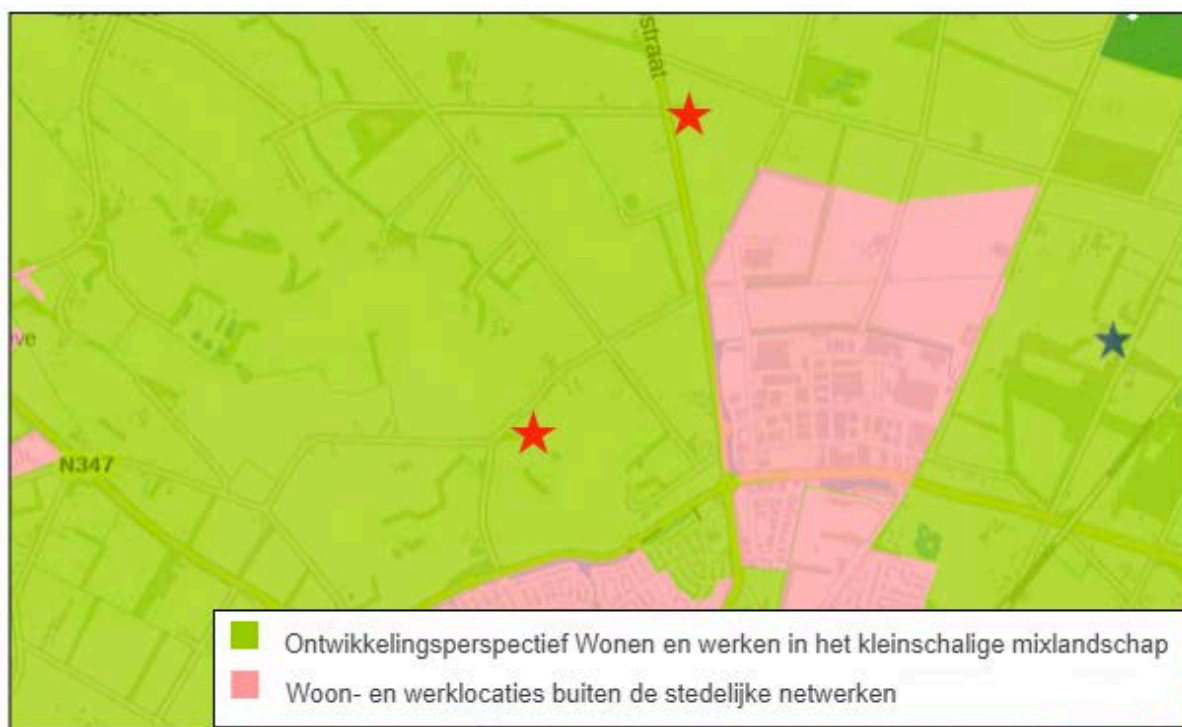 straat
N347
Ontwikkelingsperspectief Wonen en werken in het kleinschalige mixlandschap
Woon- en werklocaties buiten de stedelijke netwerken